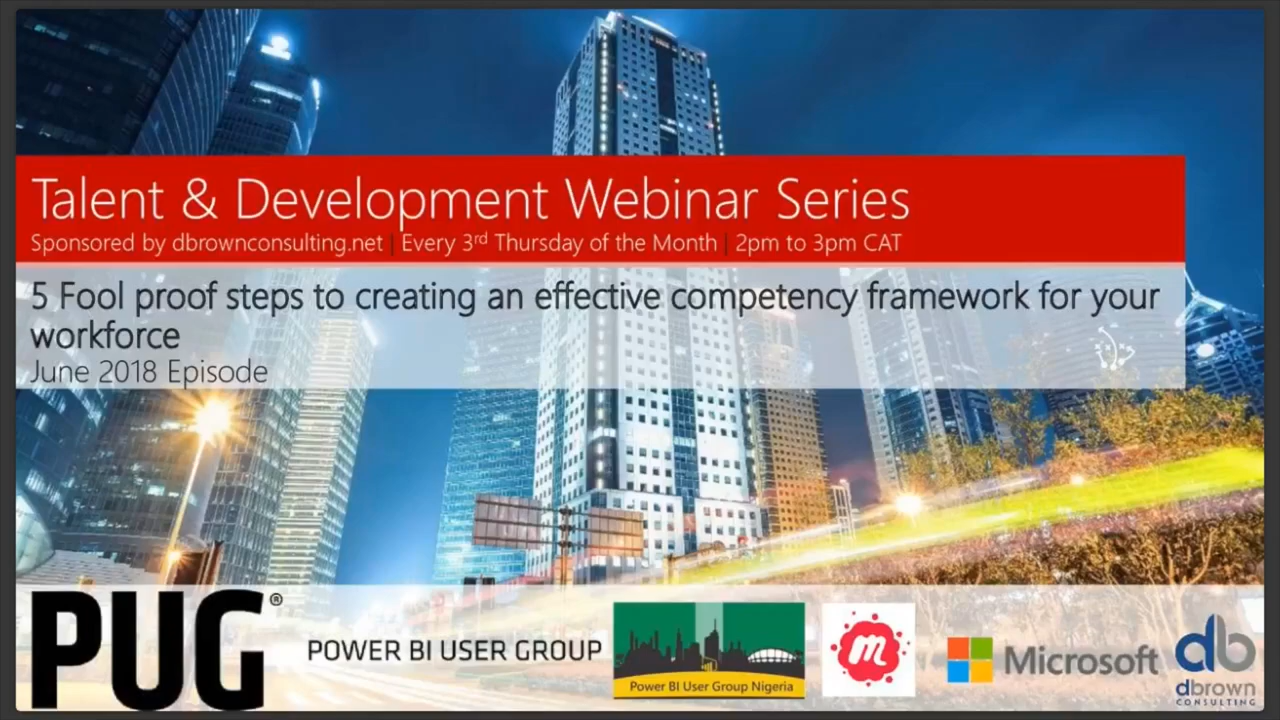 Talent & Development Webinar Series
Sponsored by dbrownconsulting.net | Every 3rd Thursday of the Month | 2pm to 3pm CAT
5 Fool proof steps to creating an effective competency framework for your
workforce
June 2018 Episode
PUG®
POWER BI USER GROUP
Power BI User Group Nigeria
m
Microsoft
db
dbrown
CONSULTING